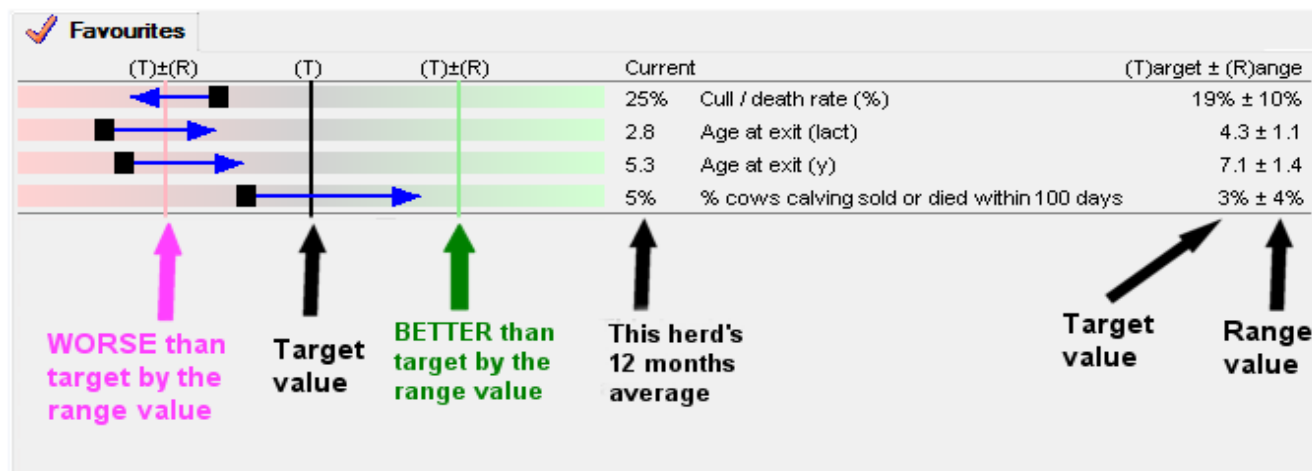 Favourites
(T)±(R) (T) (T)±(R) Current (T)arget ± (R)ange
25% Cull / death rate (%) 19% ± 10%
2.8 Age at exit (lact) 4.3 ± 1.1
5.3 Age at exit (y) 7.1 ± 1.4
5% % cows calving sold or died within 100 days 3% ± 4%
WORSE than
target by the
range value
Target
value
BETTER than
target by the
range value
This herd's
12 months
average
Target
value
Range
value